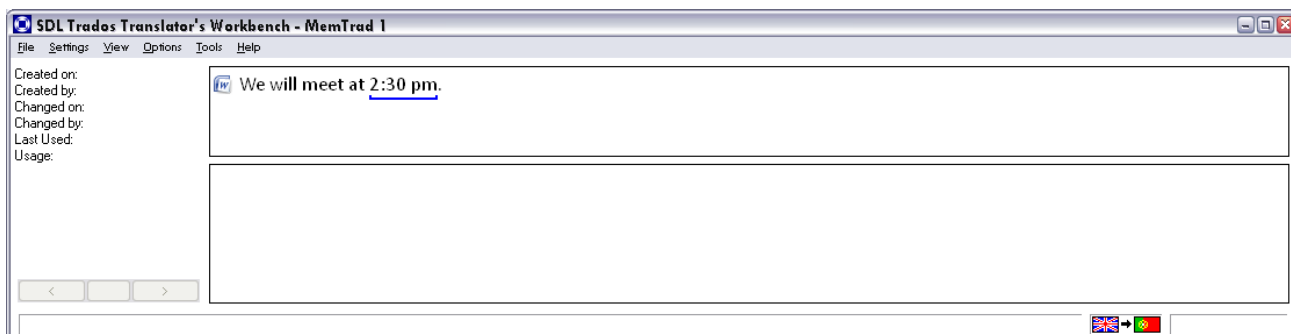 SDL Trados Translator's Workbench - MemTrad 1
File Settings View Options Tools Help
Created on:
Created by:
Changed on:
Changed by:
Last Used:
Usage:
We will meet at 2:30 pm.
< >